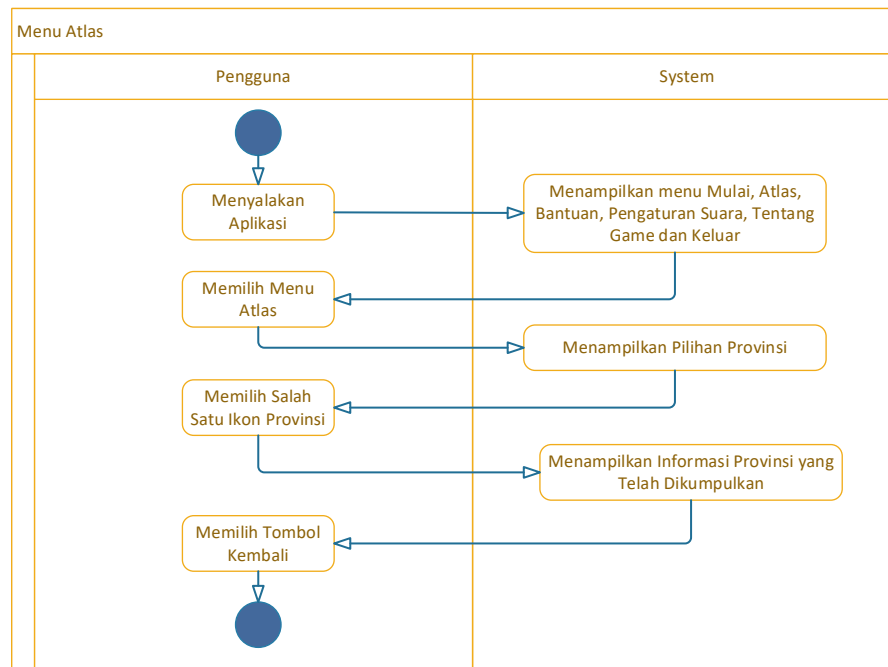 Menu Atlas
Pengguna
System
Menyalakan
Aplikasi
Menampilkan menu Mulai, Atlas,
Bantuan, Pengaturan Suara, Tentang
Game dan Keluar
Memilih Menu
Atlas
Menampilkan Pilihan Provinsi
Memilih Salah
Satu Ikon Provinsi
Menampilkan Informasi Provinsi yang
Telah Dikumpulkan
Memilih Tombol
Kembali